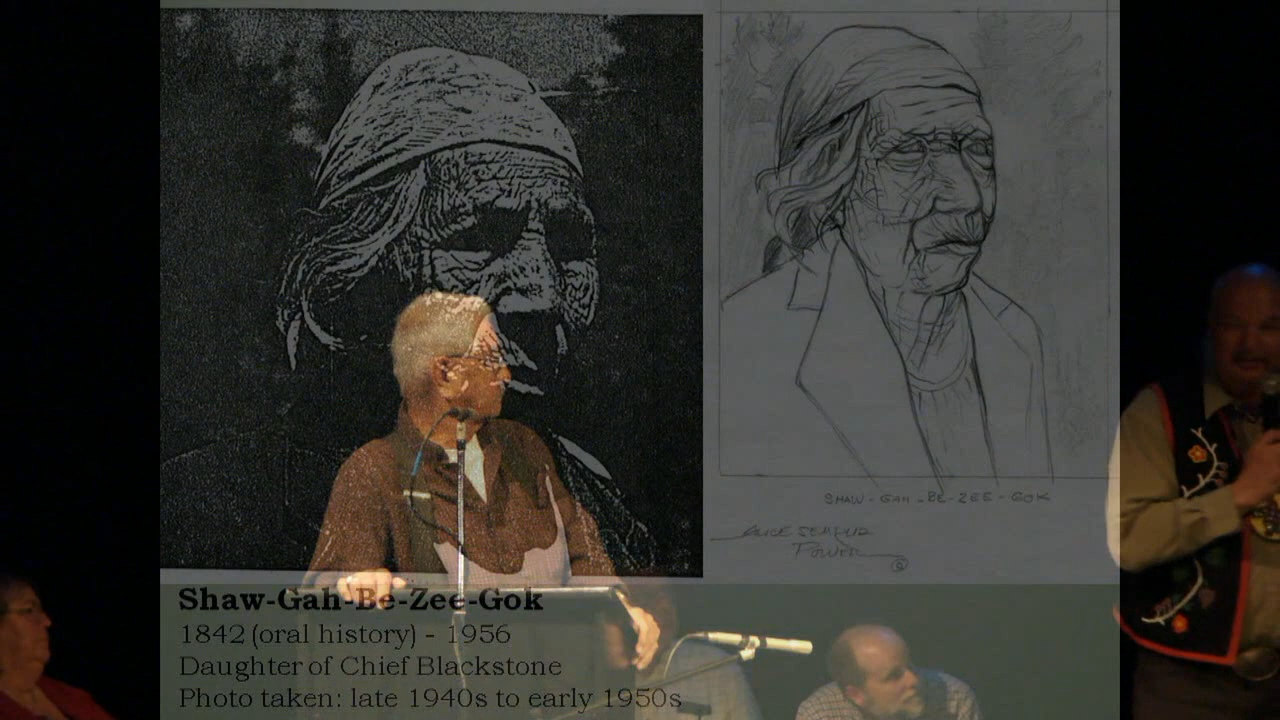 SHAW-GAH-BE-ZEE-GOK
POWER
Shaw-Gah-Be-Zee-Gok
1842 (oral history) - 1956
Daughter of Chief Blackstone
Photo taken: late 1940s to early 1950s